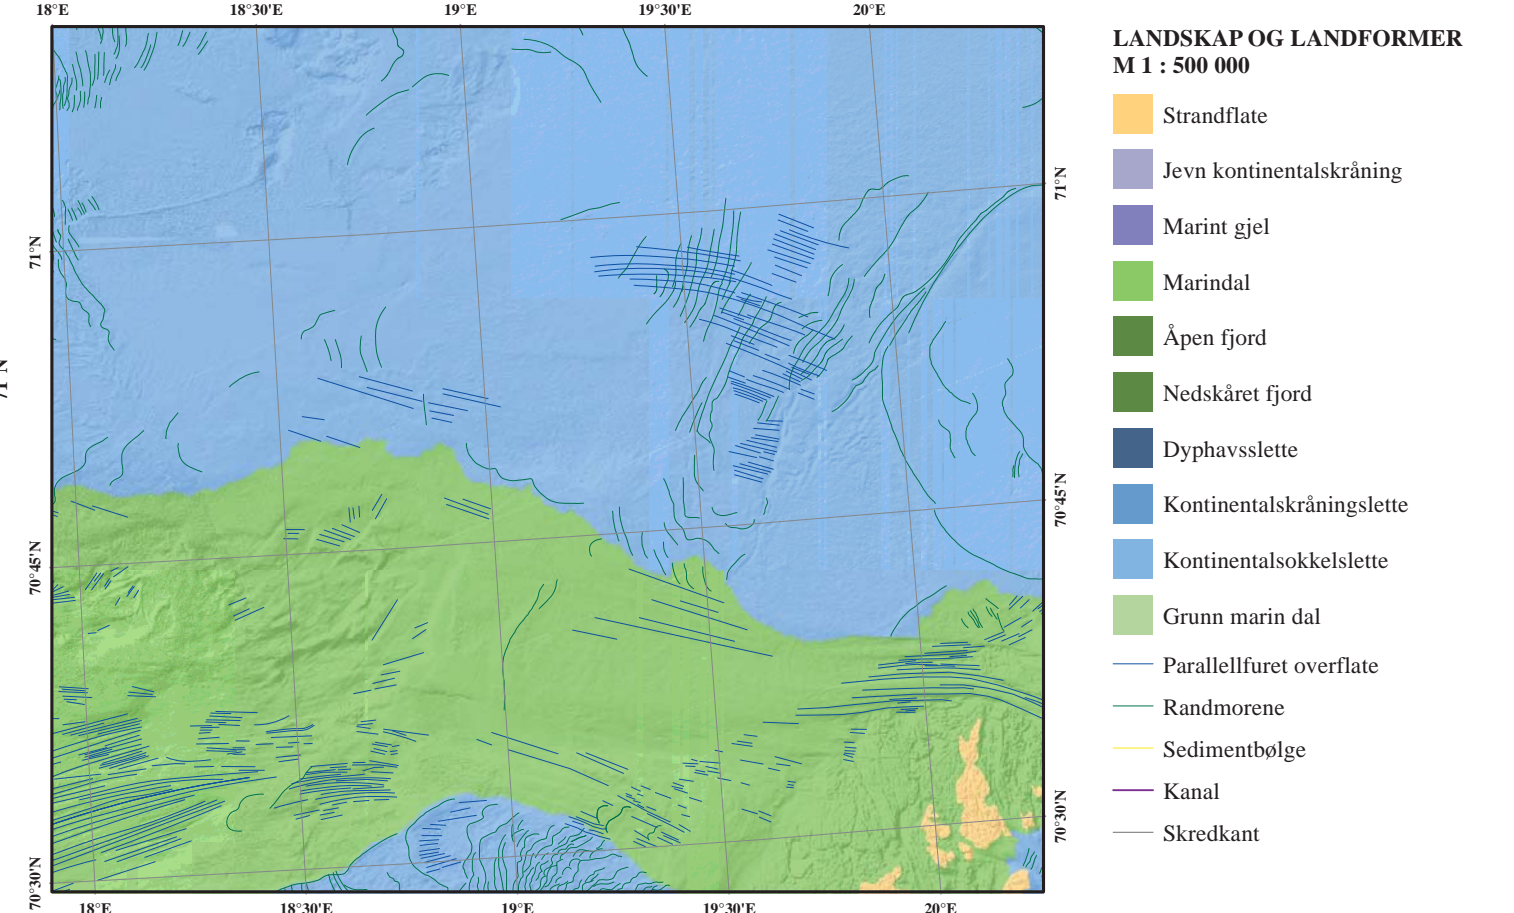 18°E 18°30'E 19°E 19°30'E 20°E
71°N
70°45'N
70°30'N
71°N
71°N
70°45'N
70°30'N
18°E 18°30'E 19°E 19°30'E 20°E
LANDSKAP OG LANDFORMER
M 1 : 500 000
Strandflate
Jevn kontinentalskråning
Marint gjel
Marindal
Åpen fjord
Nedskåret fjord
Dyphavsslette
Kontinentalskråningslette
Kontinentalsokkelslette
Grunn marin dal
Parallellfuret overflate
Randmorene
Sedimentbølge
Kanal
Skredkant